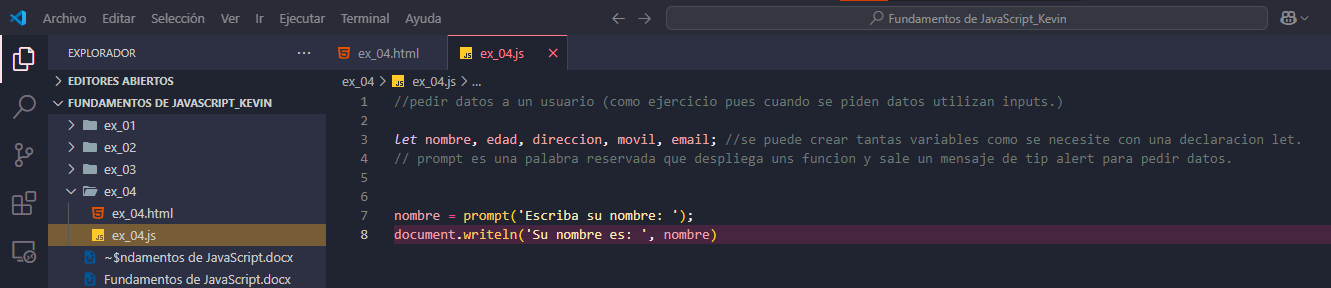 Archivo Editar Selección Ver Ir Ejecutar Terminal Ayuda
Fundamentos de JavaScript_Kevin
EXPLORADOR
EDITORES ABIERTOS
FUNDAMENTOS DE JAVASCRIPT_KEVIN
ex_01
ex_02
ex_03
ex_04
ex_04.html
JS ex_04.js
~$ndamentos de JavaScript.docx
Fundamentos de JavaScript.docx
ex_04.html JS ex_04.js
ex_04 > JS ex_04.js > ...
1 //pedir datos a un usuario (como ejercicio pues cuando se piden datos utilizan inputs.)
2
3 let nombre, edad, direccion, movil, email; //se puede crear tantas variables como se necesite con una declaracion let.
4 // prompt es una palabra reservada que despliega uns funcion y sale un mensaje de tip alert para pedir datos.
5
6
7 nombre = prompt('Escriba su nombre: ');
8 document.writeln('Su nombre es: ', nombre)